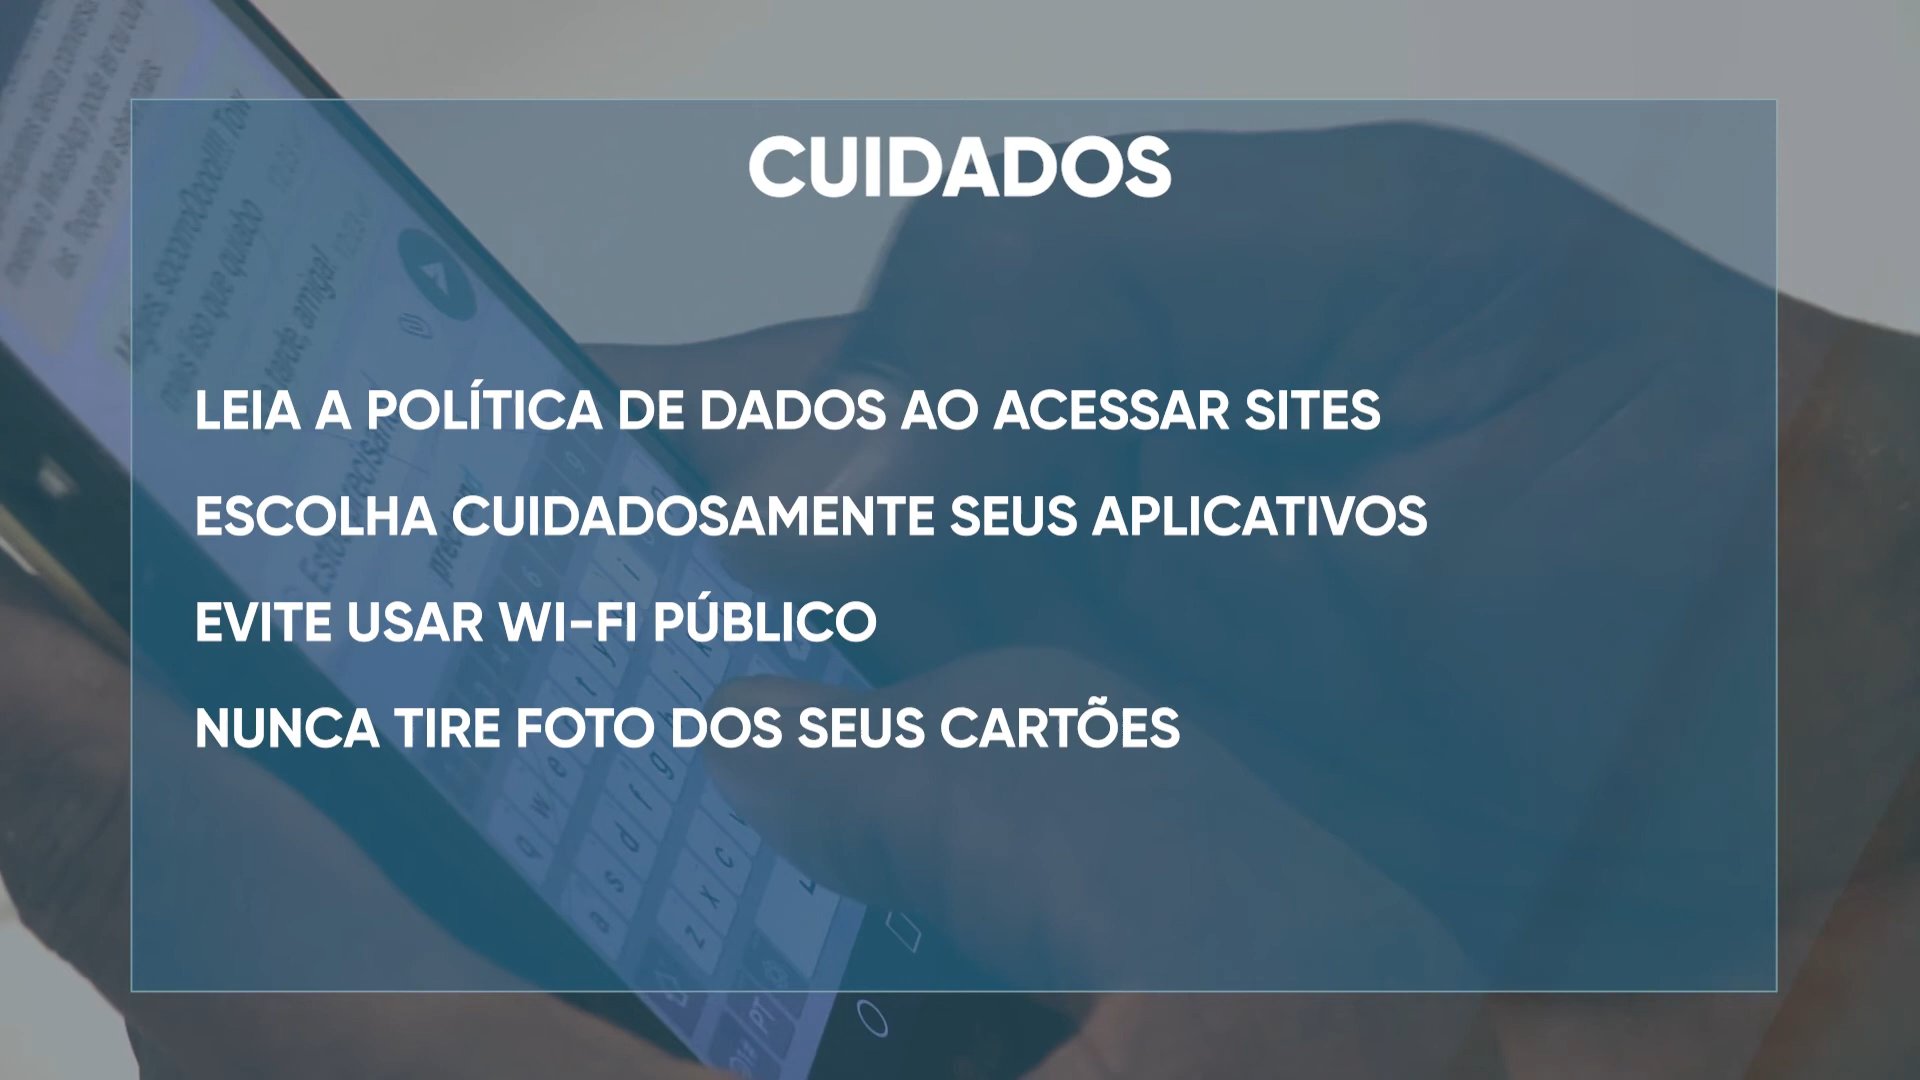 CUIDADOS
LEIA A POLÍTICA DE DADOS AO ACESSAR SITES
ESCOLHA CUIDADOSAMENTE SEUS APLICATIVOS
EVITE USAR WI-FI PÚBLICO
NUNCA TIRE FOTO DOS SEUS CARTÕES